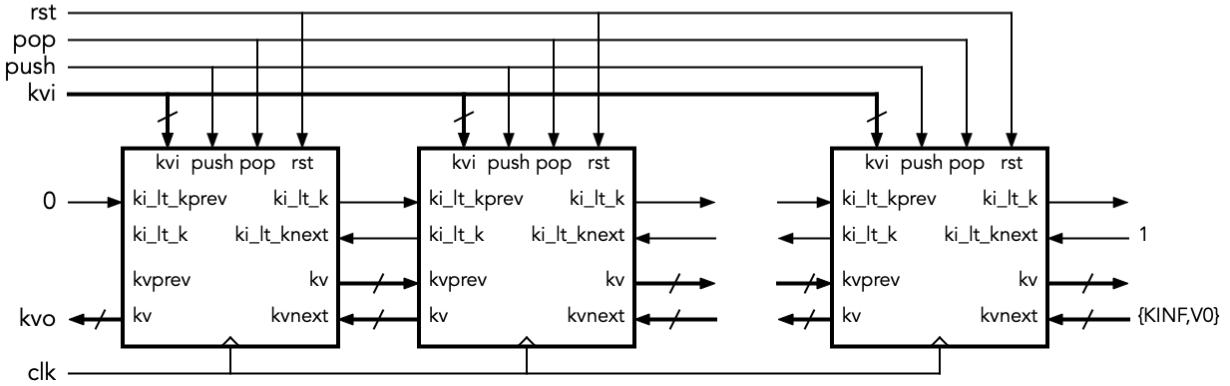 rst
pop
push
kvi
kvi push pop rst
kvi push pop rst
kvi push pop rst
0
ki_lt_kprev ki_lt_k
ki_lt_k ki_lt_knext
kvprev kv
kv kvnext
ki_lt_kprev ki_lt_k
ki_lt_k ki_lt_knext
kvprev kv
kv kvnext
ki_lt_kprev ki_lt_k
ki_lt_k ki_lt_knext
kvprev kv
kv kvnext
1
{KINF,V0}
kvo
clk